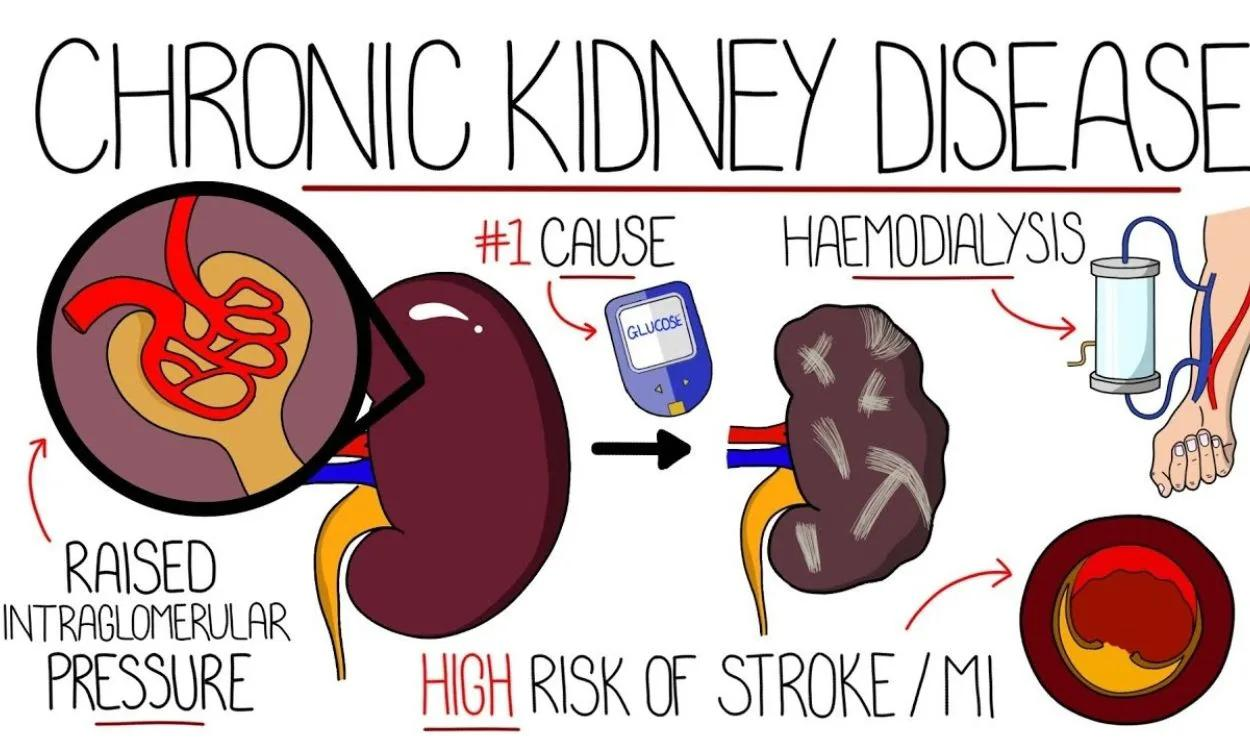 CHRONIC KIDNEY DISEASE
#1 CAUSE
HAEMODIALYSIS
GLUCOSE
RAISED
INTRAGLOMERULAR
PRESSURE
HIGH RISK OF STROKE / MI